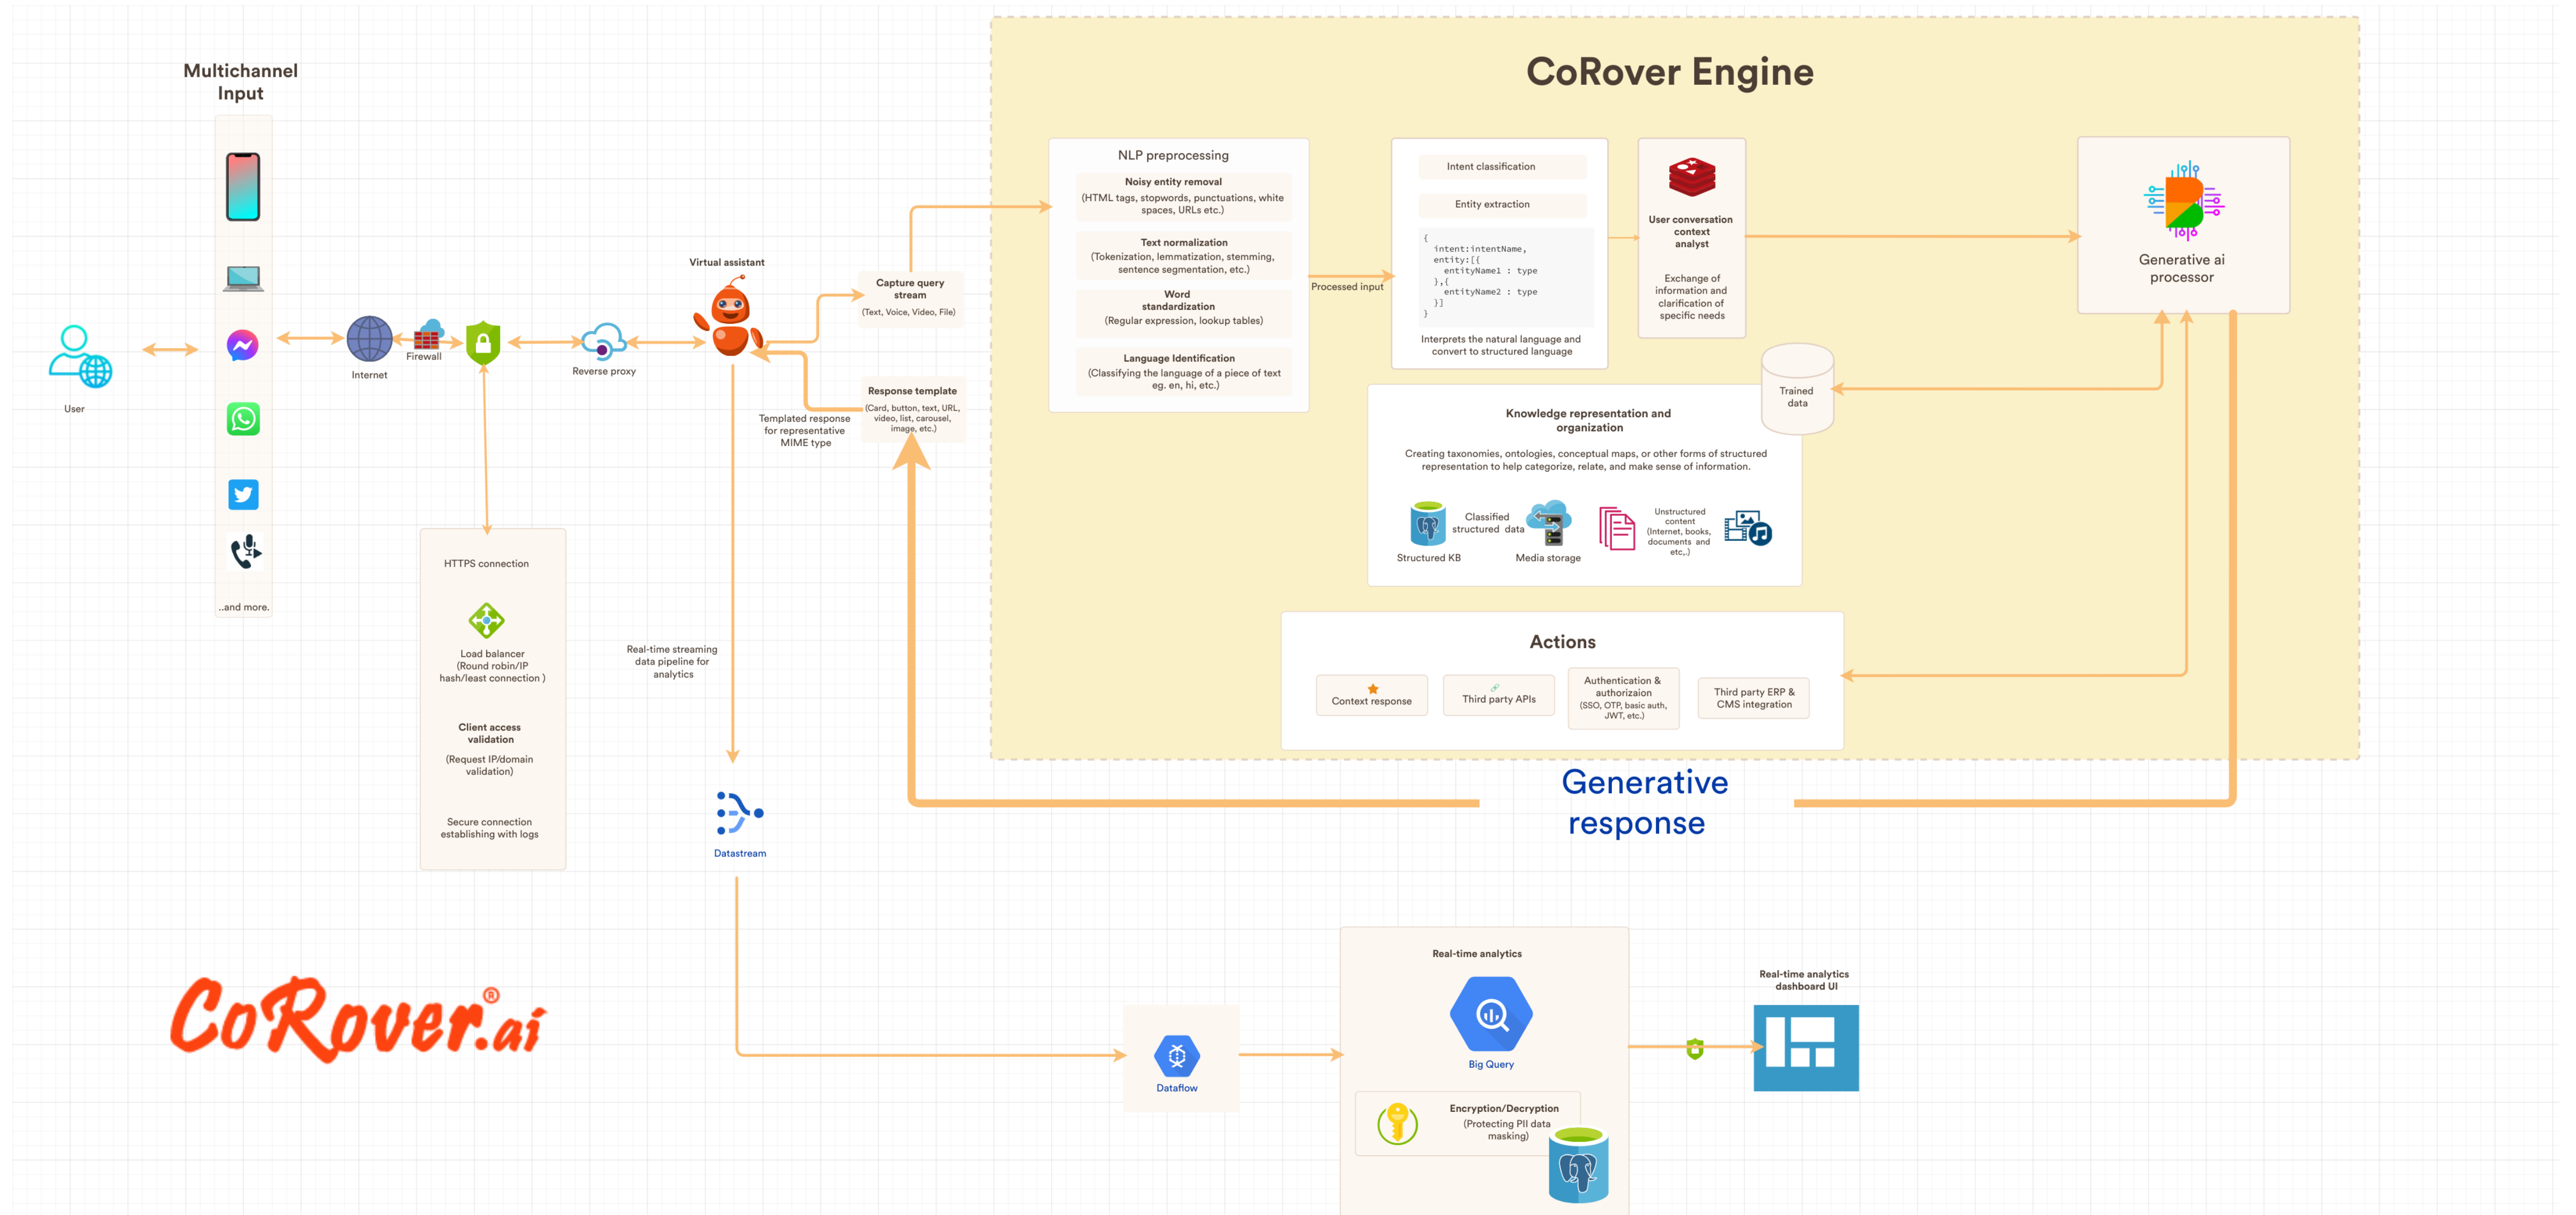 Multichannel
Input
..and more.
User
Internet
Firewall
Reverse proxy
HTTPS connection
Load balancer
(Round robin/IP
hash/least connection )
Client access
validation
(Request IP/domain
validation)
Secure connection
establishing with logs
Virtual assistant
Capture query
stream
(Text, Voice, Video, File)
Response template
(Card, button, text, URL,
video, list, carousel,
image, etc.)
Templated response
for representative
MIME type
Real-time streaming
data pipeline for
analytics
Datastream
CoRover Engine
NLP preprocessing
Noisy entity removal
(HTML tags, stopwords, punctuations, white
spaces, URLs etc.)
Text normalization
(Tokenization, lemmatization, stemming,
sentence segmentation, etc.)
Word
standardization
(Regular expression, lookup tables)
Language Identification
(Classifying the language of a piece of text
eg. en, hi, etc.)
Processed input
Intent classification
Entity extraction
{
intent:intentName,
entity:[{
entityName1 : type
},{
entityName2 : type
}]
}
Interprets the natural language and
convert to structured language
User conversation
context
analyst
Exchange of
information and
clarification of
specific needs
Generative ai
processor
Trained
data
Knowledge representation and
organization
Creating taxonomies, ontologies, conceptual maps, or other forms of structured
representation to help categorize, relate, and make sense of information.
Structured KB
Classified
structured data
Media storage
Unstructured
content
(Internet, books,
documents and
etc,.)
Actions
Context response
Third party APIs
Authentication &
authorizaion
(SSO, OTP, basic auth,
JWT, etc.)
Third party ERP &
CMS integration
Generative
response
CoRover.ai
®
Dataflow
Real-time analytics
Big Query
Encryption/Decryption
(Protecting PII data
masking)
Real-time analytics
dashboard UI